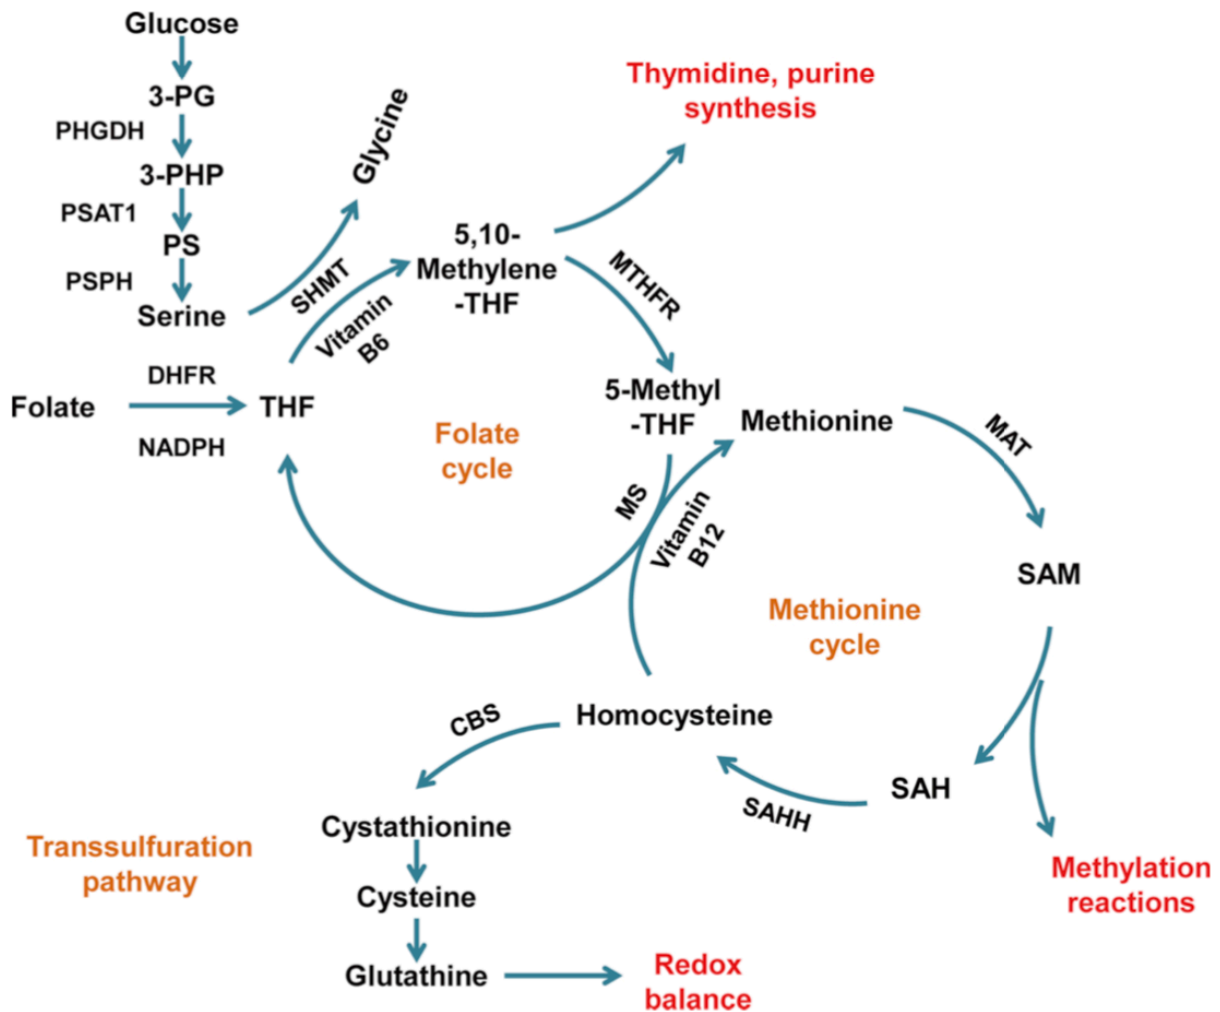 Glucose
3-PG
PHGDH
3-PHP
PSAT1
PS
PSPH
Serine
Glycine
SHMT
Vitamin
B6
Folate
DHFR
NADPH
THF
5,10-
Methylene
-THF
Thymidine, purine
synthesis
MTHFR
5-Methyl
-THF
Folate
cycle
MS
Vitamin
B12
Methionine
MAT
SAM
Methionine
cycle
Homocysteine
SAHH
SAH
Methylation
reactions
CBS
Cystathionine
Cysteine
Glutathine
Transsulfuration
pathway
Redox
balance